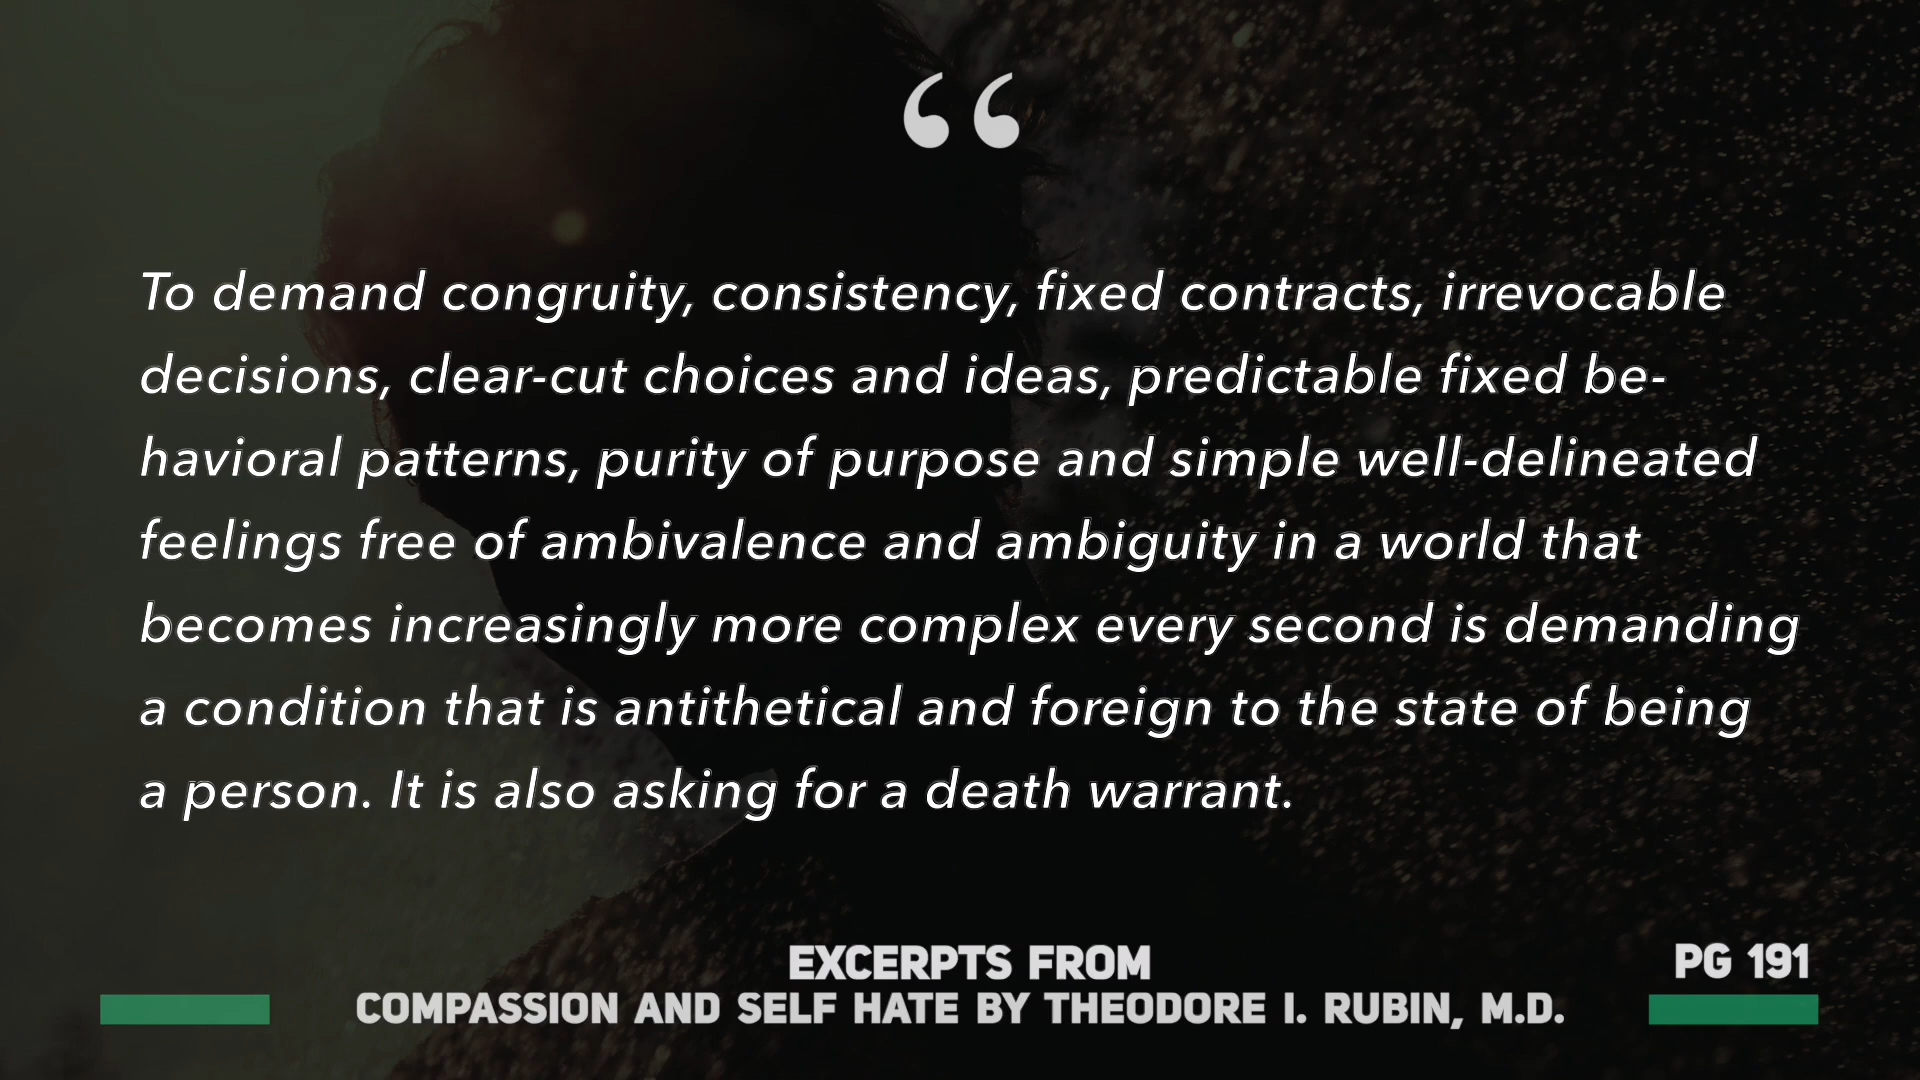 “
To demand congruity, consistency, fixed contracts, irrevocable
decisions, clear-cut choices and ideas, predictable fixed be-
havioral patterns, purity of purpose and simple well-delineated
feelings free of ambivalence and ambiguity in a world that
becomes increasingly more complex every second is demanding
a condition that is antithetical and foreign to the state of being
a person. It is also asking for a death warrant.
EXCERPTS FROM
COMPASSION AND SELF HATE BY THEODORE I. RUBIN, M.D.
PG 191